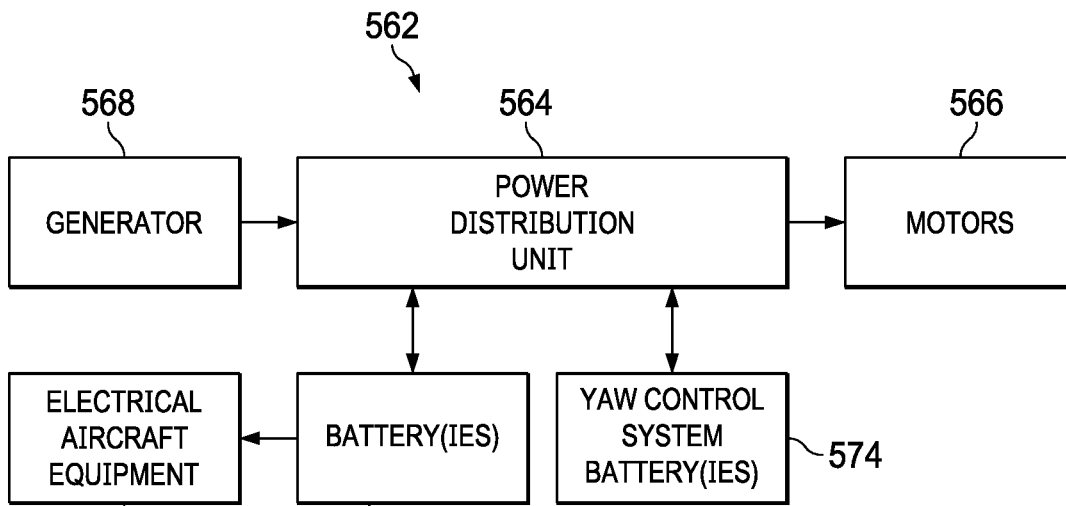 562
568
564
566
GENERATOR
POWER
DISTRIBUTION
UNIT
MOTORS
ELECTRICAL
AIRCRAFT
EQUIPMENT
BATTERY(IES)
YAW CONTROL
SYSTEM
BATTERY(IES)
574